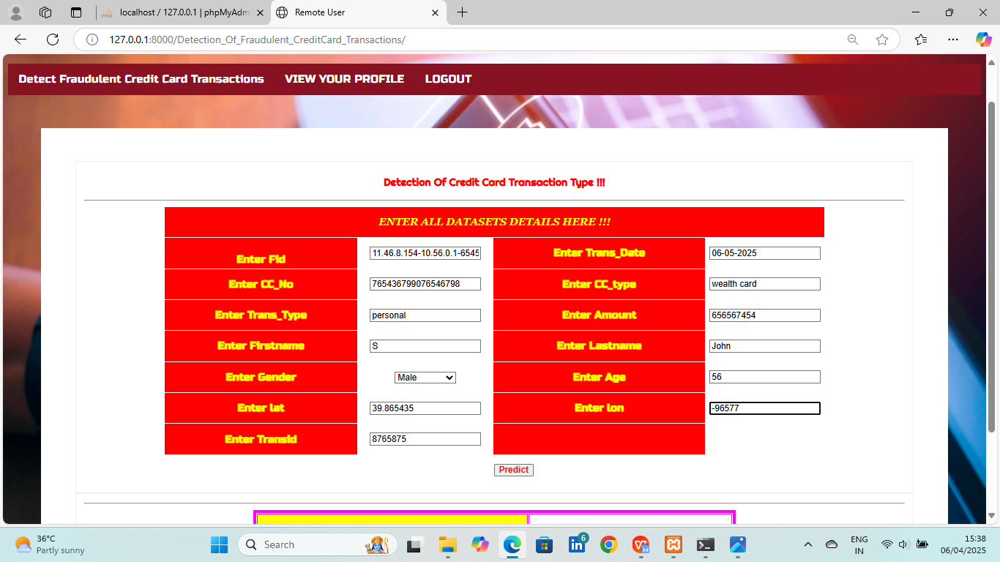 localhost / 127.0.0.1 | phpMyAdm
Remote User
127.0.0.1:8000/Detection_Of_Fraudulent_CreditCard_Transactions/
Detect Fraudulent Credit Card Transactions VIEW YOUR PROFILE LOGOUT
Detection Of Credit Card Transaction Type !!!
ENTER ALL DATASETS DETAILS HERE !!!
Enter Fid 11.46.8.154-10.56.0.1-6545 Enter Trans_Date 06-05-2025
Enter CC_No 765436799076546798 Enter CC_type wealth card
Enter Trans_Type personal Enter Amount 656567454
Enter Firstname S Enter Lastname John
Enter Gender Male Enter Age 56
Enter lat 39.865435 Enter lon -96577
Enter Transid 8765875
Predict
36°C
Partly sunny
Search
6
ENG
IN
15:38
06/04/2025